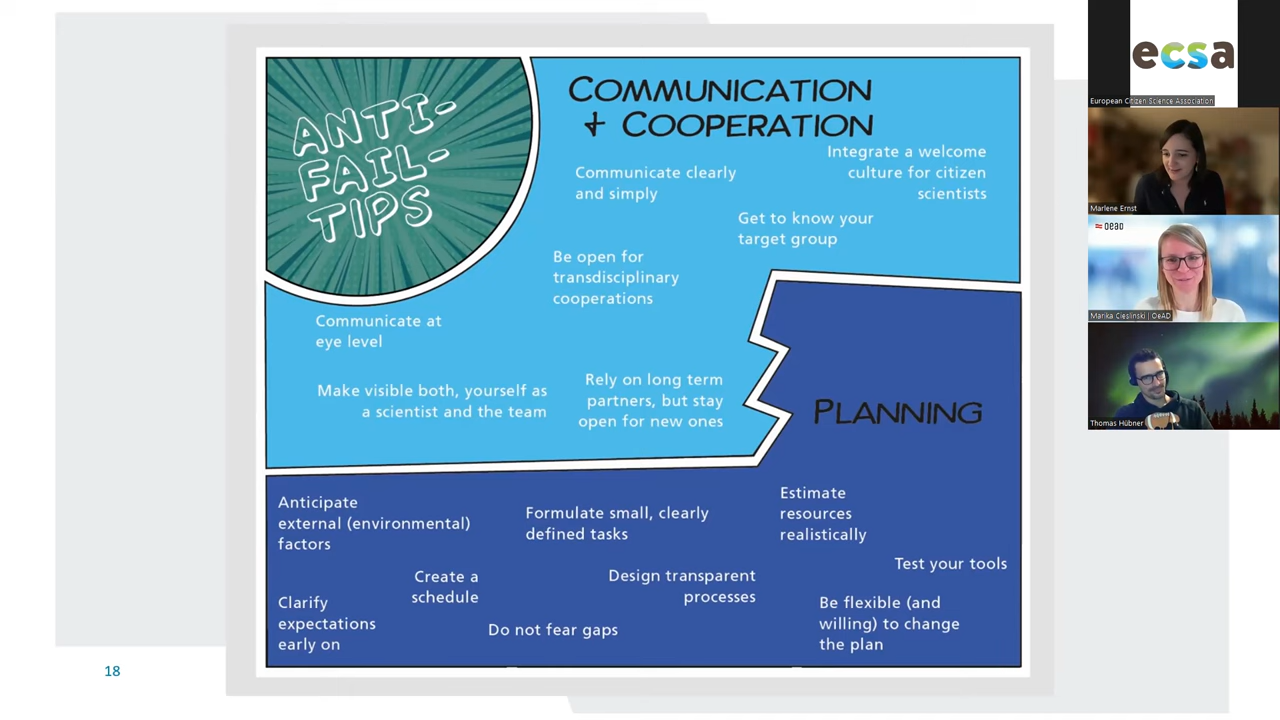 ANTI-
FAIL-
TIPS
COMMUNICATION
+ COOPERATION
Integrate a welcome
culture for citizen
scientists
Communicate clearly
and simply
Get to know your
target group
Be open for
transdisciplinary
cooperations
Communicate at
eye level
Make visible both, yourself as
a scientist and the team
Rely on long term
partners, but stay
open for new ones
PLANNING
Anticipate
external (environmental)
factors
Formulate small, clearly
defined tasks
Estimate
resources
realistically
Test your tools
Create a
schedule
Design transparent
processes
Clarify
expectations
early on
Do not fear gaps
Be flexible (and
willing) to change
the plan
18
ecsa
European Citizen Science Association
Marlene Ernst
oead
Marika Cieslinski | OeAD
Thomas Hübner